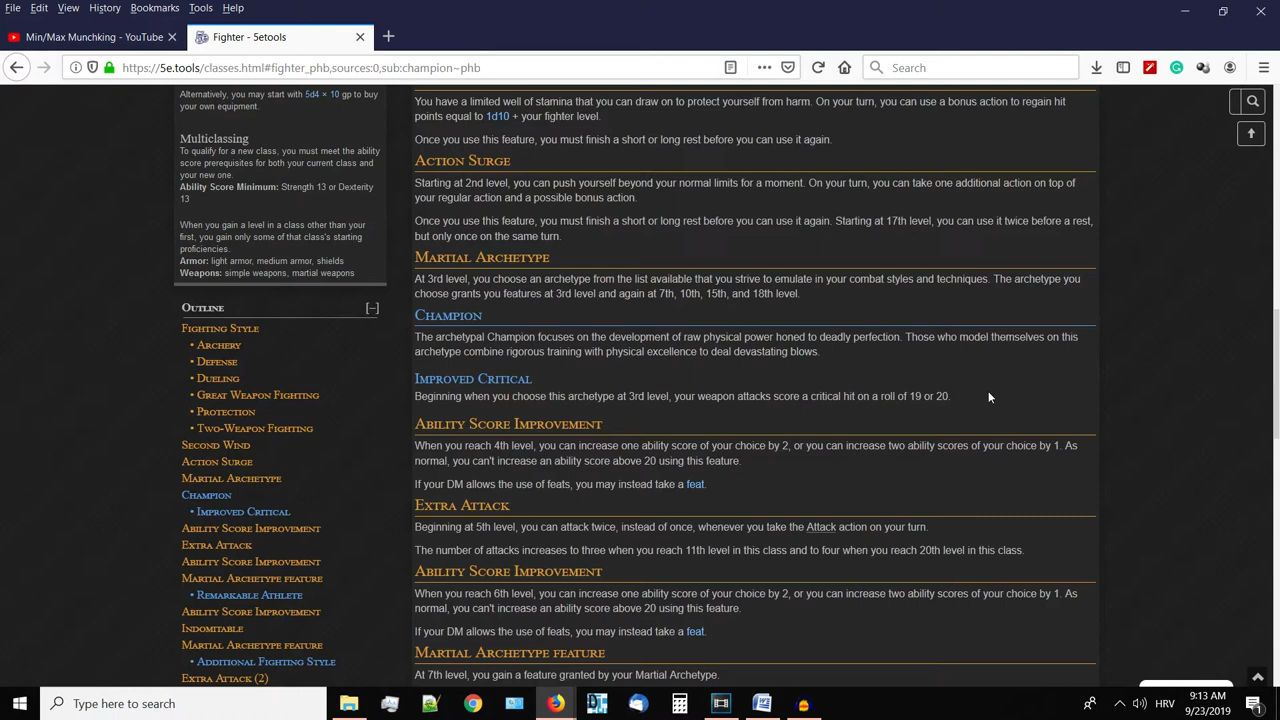 File Edit View History Bookmarks Tools Help
Min/Max Munchking - YouTube
Fighter - 5etools
https://5e.tools/classes.html#fighter_phb,sources:0,sub:champion~phb
Search
Alternatively, you may start with 5d4 × 10 gp to buy
your own equipment.
Multiclassing
To qualify for a new class, you must meet the ability
score prerequisites for both your current class and
your new one.
Ability Score Minimum: Strength 13 or Dexterity
13
When you gain a level in a class other than your
first, you gain only some of that class's starting
proficiencies.
Armor: light armor, medium armor, shields
Weapons: simple weapons, martial weapons
Outline [–]
Fighting Style
• Archery
• Defense
• Dueling
• Great Weapon Fighting
• Protection
• Two-Weapon Fighting
Second Wind
Action Surge
Martial Archetype
Champion
• Improved Critical
Ability Score Improvement
Extra Attack
Ability Score Improvement
Martial Archetype feature
• Remarkable Athlete
Ability Score Improvement
Indomitable
Martial Archetype feature
• Additional Fighting Style
Extra Attack (2)
You have a limited well of stamina that you can draw on to protect yourself from harm. On your turn, you can use a bonus action to regain hit
points equal to 1d10 + your fighter level.
Once you use this feature, you must finish a short or long rest before you can use it again.
Action Surge
Starting at 2nd level, you can push yourself beyond your normal limits for a moment. On your turn, you can take one additional action on top of
your regular action and a possible bonus action.
Once you use this feature, you must finish a short or long rest before you can use it again. Starting at 17th level, you can use it twice before a rest,
but only once on the same turn.
Martial Archetype
At 3rd level, you choose an archetype from the list available that you strive to emulate in your combat styles and techniques. The archetype you
choose grants you features at 3rd level and again at 7th, 10th, 15th, and 18th level.
Champion
The archetypal Champion focuses on the development of raw physical power honed to deadly perfection. Those who model themselves on this
archetype combine rigorous training with physical excellence to deal devastating blows.
Improved Critical
Beginning when you choose this archetype at 3rd level, your weapon attacks score a critical hit on a roll of 19 or 20.
Ability Score Improvement
When you reach 4th level, you can increase one ability score of your choice by 2, or you can increase two ability scores of your choice by 1. As
normal, you can't increase an ability score above 20 using this feature.
If your DM allows the use of feats, you may instead take a feat.
Extra Attack
Beginning at 5th level, you can attack twice, instead of once, whenever you take the Attack action on your turn.
The number of attacks increases to three when you reach 11th level in this class and to four when you reach 20th level in this class.
Ability Score Improvement
When you reach 6th level, you can increase one ability score of your choice by 2, or you can increase two ability scores of your choice by 1. As
normal, you can't increase an ability score above 20 using this feature.
If your DM allows the use of feats, you may instead take a feat.
Martial Archetype feature
At 7th level, you gain a feature granted by your Martial Archetype.
Type here to search
HRV
9:13 AM
9/23/2019
1